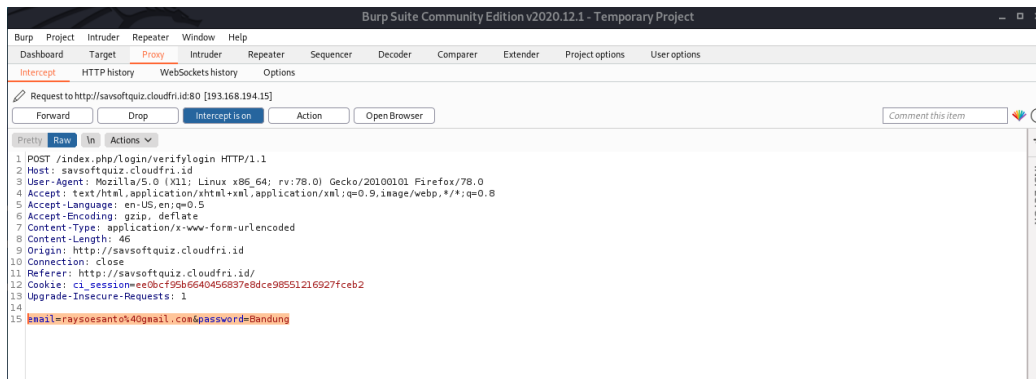 Burp Suite Community Edition v2020.12.1 - Temporary Project
Burp Project Intruder Repeater Window Help
Dashboard Target Proxy Intruder Repeater Sequencer Decoder Comparer Extender Project options User options
Intercept HTTP history WebSockets history Options
Request to http://savsoftquiz.cloudfri.id:80 [193.168.194.15]
Forward Drop Intercept is on Action Open Browser Comment this item
Pretty Raw \n Actions
1 POST /index.php/login/verifylogin HTTP/1.1
2 Host: savsoftquiz.cloudfri.id
3 User-Agent: Mozilla/5.0 (X11; Linux x86_64; rv:78.0) Gecko/20100101 Firefox/78.0
4 Accept: text/html,application/xhtml+xml,application/xml;q=0.9,image/webp,*/*;q=0.8
5 Accept-Language: en-US,en;q=0.5
6 Accept-Encoding: gzip, deflate
7 Content-Type: application/x-www-form-urlencoded
8 Content-Length: 46
9 Origin: http://savsoftquiz.cloudfri.id
10 Connection: close
11 Referer: http://savsoftquiz.cloudfri.id/
12 Cookie: ci_session=ee0bcf95b6640456837e8dce98551216927fceb2
13 Upgrade-Insecure-Requests: 1
14
15 email=raysoesanto%40gmail.com&password=Bandung